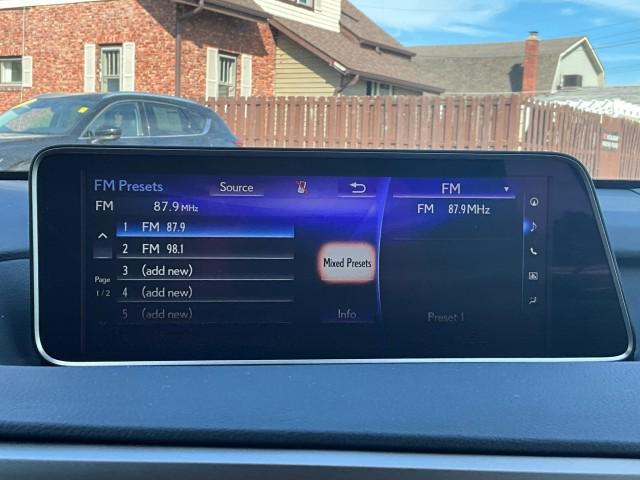 FM Presets Source FM
FM 87.9 MHz FM 87.9MHz
1 FM 87.9
2 FM 98.1
Mixed Presets
3 (add new)
Page
1/2
4 (add new)
5 (add new)
Info
Preset 1